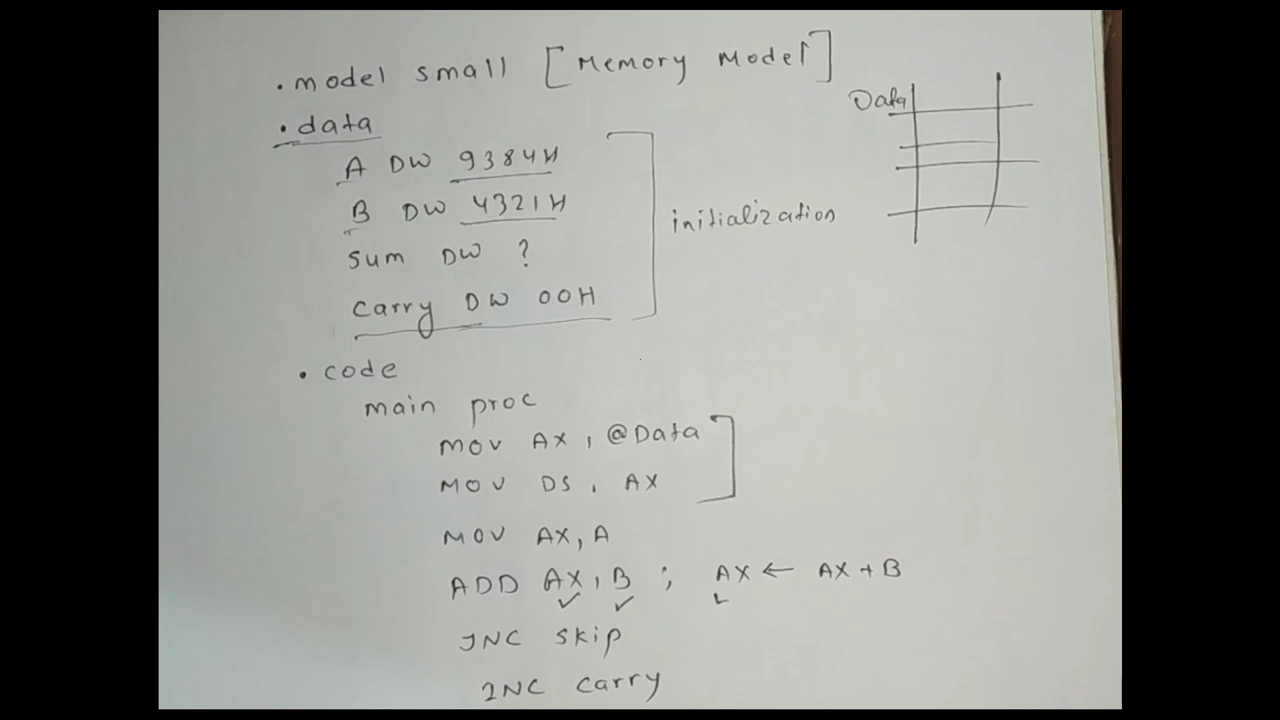 .model small [Memory Model]
.data
Data
A DW 9384H
B DW 4321H
initialization
Sum DW ?
Carry DW 00H
.code
main proc
MOV AX, @Data
MOV DS, AX
MOV AX, A
ADD AX, B ; AX ← AX + B
JNC skip
INC Carry